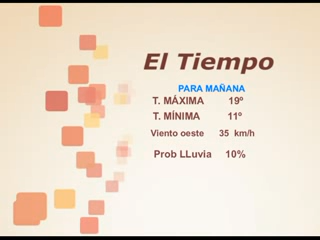 El Tiempo
PARA MAÑANA
T. MÁXIMA 19º
T. MÍNIMA 11º
Viento oeste 35 km/h
Prob LLuvia 10%